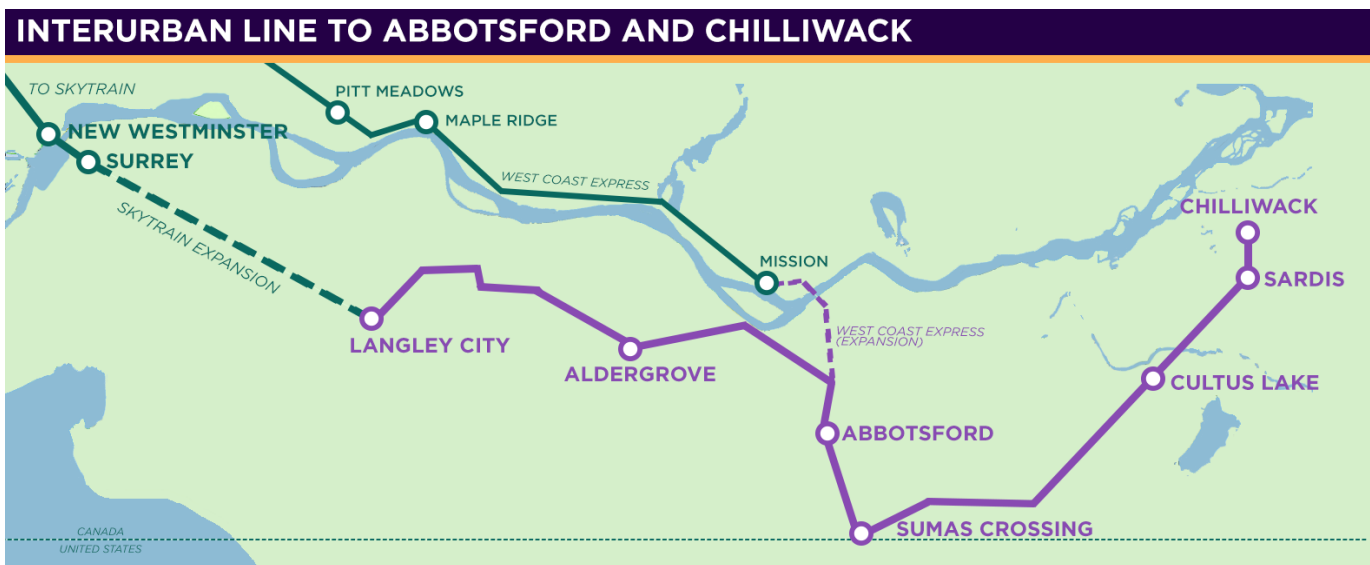 INTERURBAN LINE TO ABBOTSFORD AND CHILLIWACK
TO SKYTRAIN
PITT MEADOWS
MAPLE RIDGE
NEW WESTMINSTER
SURREY
WEST COAST EXPRESS
CHILLIWACK
SKYTRAIN EXPANSION
MISSION
SARDIS
WEST COAST EXPRESS
(EXPANSION)
LANGLEY CITY
ALDERGROVE
CULTUS LAKE
ABBOTSFORD
SUMAS CROSSING
CANADA
UNITED STATES